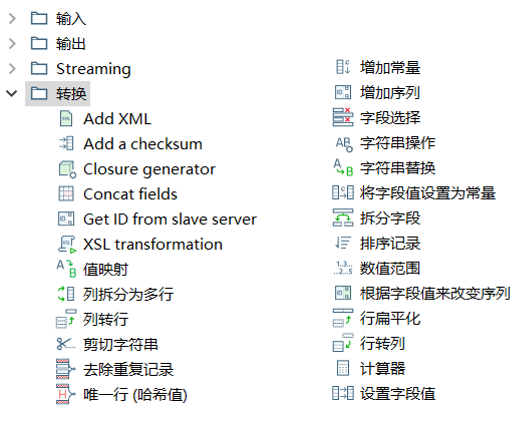 输入
输出
Streaming
转换
Add XML
Add a checksum
Closure generator
Concat fields
Get ID from slave server
XSL transformation
值映射
列拆分为多行
列转行
剪切字符串
去除重复记录
唯一行 (哈希值)
增加常量
增加序列
字段选择
字符串操作
字符串替换
将字段值设置为常量
拆分字段
排序记录
数值范围
根据字段值来改变序列
行扁平化
行转列
计算器
设置字段值